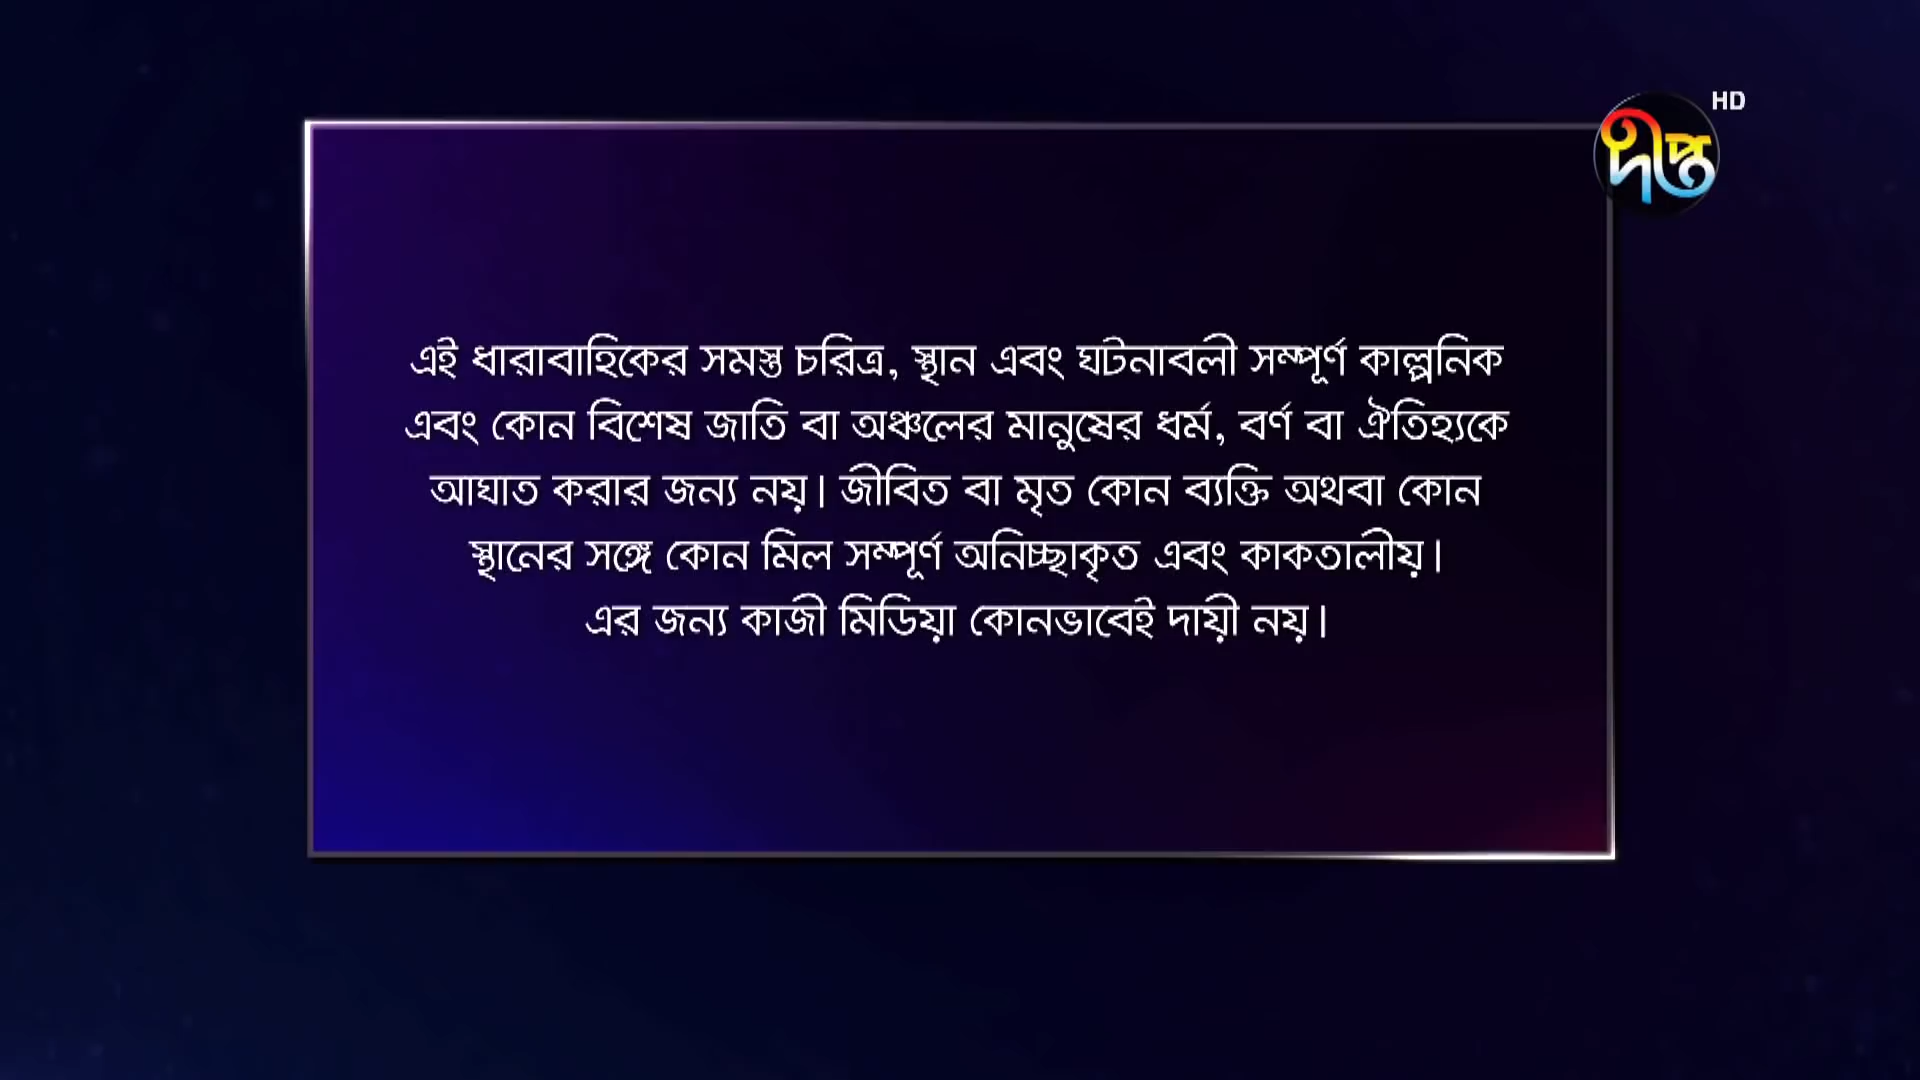 HD
দীপ্ত
এই ধারাবাহিকের সমস্ত চরিত্র, স্থান এবং ঘটনাবলী সম্পূর্ণ কাল্পনিক
এবং কোন বিশেষ জাতি বা অঞ্চলের মানুষের ধর্ম, বর্ণ বা ঐতিহ্যকে
আঘাত করার জন্য নয়। জীবিত বা মৃত কোন ব্যক্তি অথবা কোন
স্থানের সঙ্গে কোন মিল সম্পূর্ণ অনিচ্ছাকৃত এবং কাকতালীয়।
এর জন্য কাজী মিডিয়া কোনভাবেই দায়ী নয়।